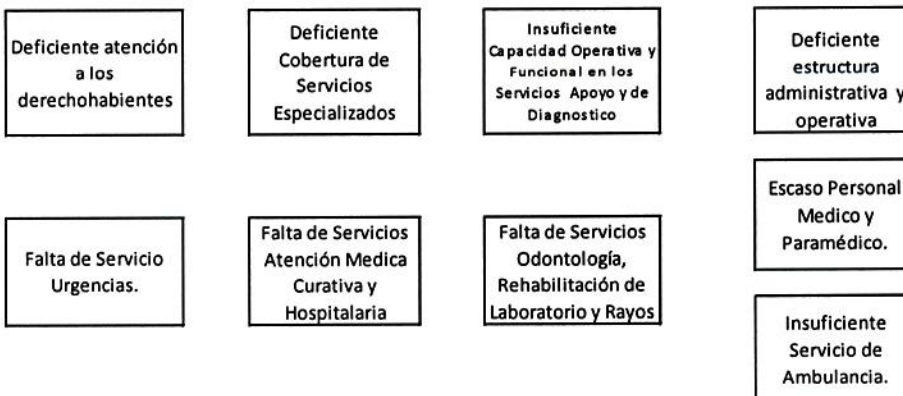 Deficiente atención
a los
derechohabientes
Deficiente
Cobertura de
Servicios
Especializados
Insuficiente
Capacidad Operativa y
Funcional en los
Servicios Apoyo y de
Diagnostico
Deficiente
estructura
administrativa y
operativa
Falta de Servicio
Urgencias.
Falta de Servicios
Atención Medica
Curativa y
Hospitalaria
Falta de Servicios
Odontología,
Rehabilitación de
Laboratorio y Rayos
Escaso Personal
Medico y
Paramédico.
Insuficiente
Servicio de
Ambulancia.